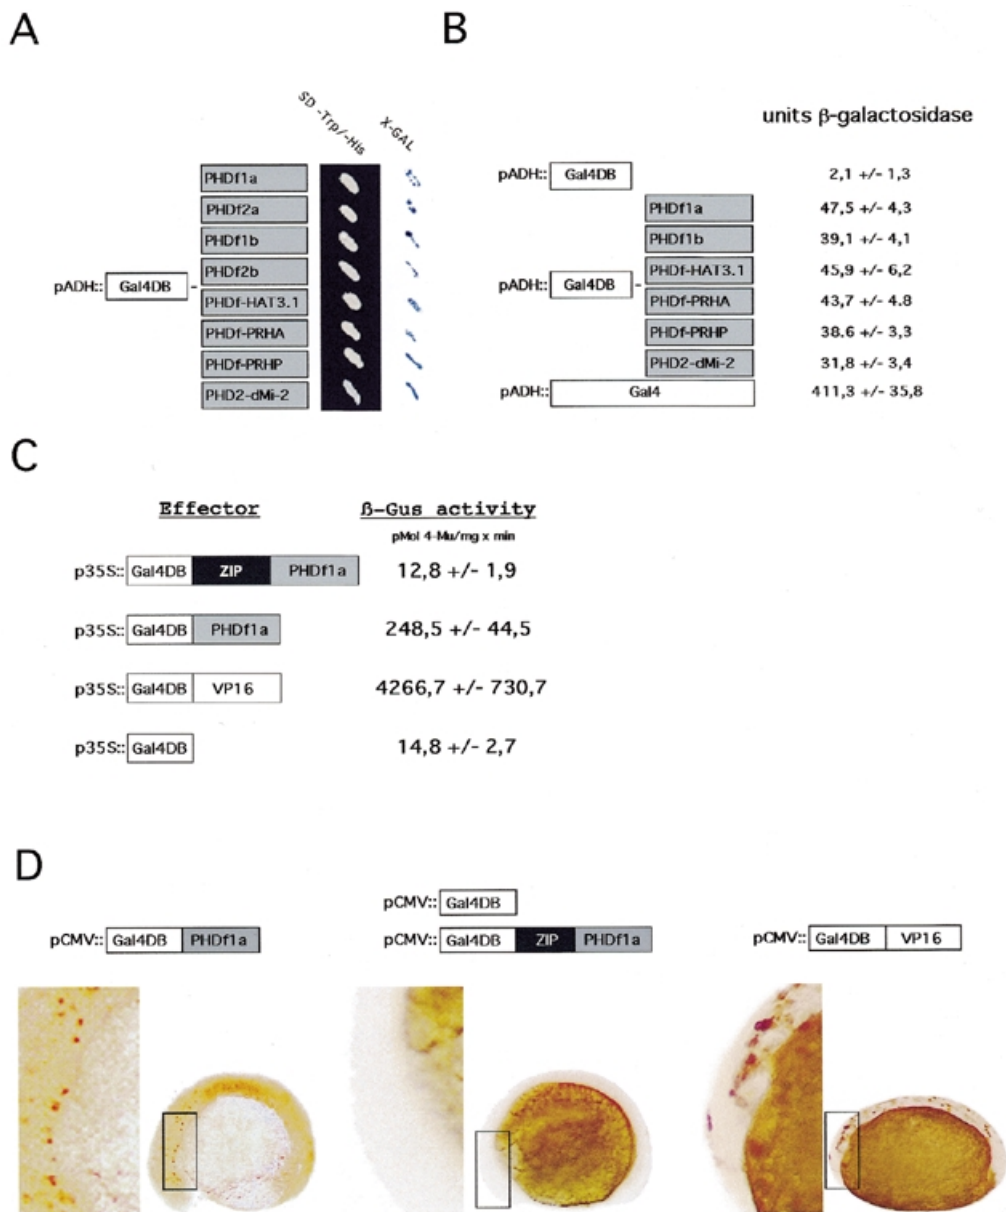 A
SD -Trp/-His
X-GAL
PHDf1a
PHDf2a
PHDf1b
PHDf2b
pADH:: Gal4DB -
PHDf-HAT3.1
PHDf-PRHA
PHDf-PRHP
PHD2-dMi-2
B
units β-galactosidase
pADH:: Gal4DB 2,1 +/- 1,3
PHDf1a 47,5 +/- 4,3
PHDf1b 39,1 +/- 4,1
pADH:: Gal4DB -
PHDf-HAT3.1 45,9 +/- 6,2
PHDf-PRHA 43,7 +/- 4.8
PHDf-PRHP 38.6 +/- 3,3
PHD2-dMi-2 31,8 +/- 3,4
pADH:: Gal4 411,3 +/- 35,8
C
Effector ß-Gus activity
pMol 4-Mu/mg x min
p35S:: Gal4DB ZIP PHDf1a 12,8 +/- 1,9
p35S:: Gal4DB PHDf1a 248,5 +/- 44,5
p35S:: Gal4DB VP16 4266,7 +/- 730,7
p35S:: Gal4DB 14,8 +/- 2,7
D
pCMV:: Gal4DB PHDf1a
pCMV:: Gal4DB
pCMV:: Gal4DB ZIP PHDf1a
pCMV:: Gal4DB VP16